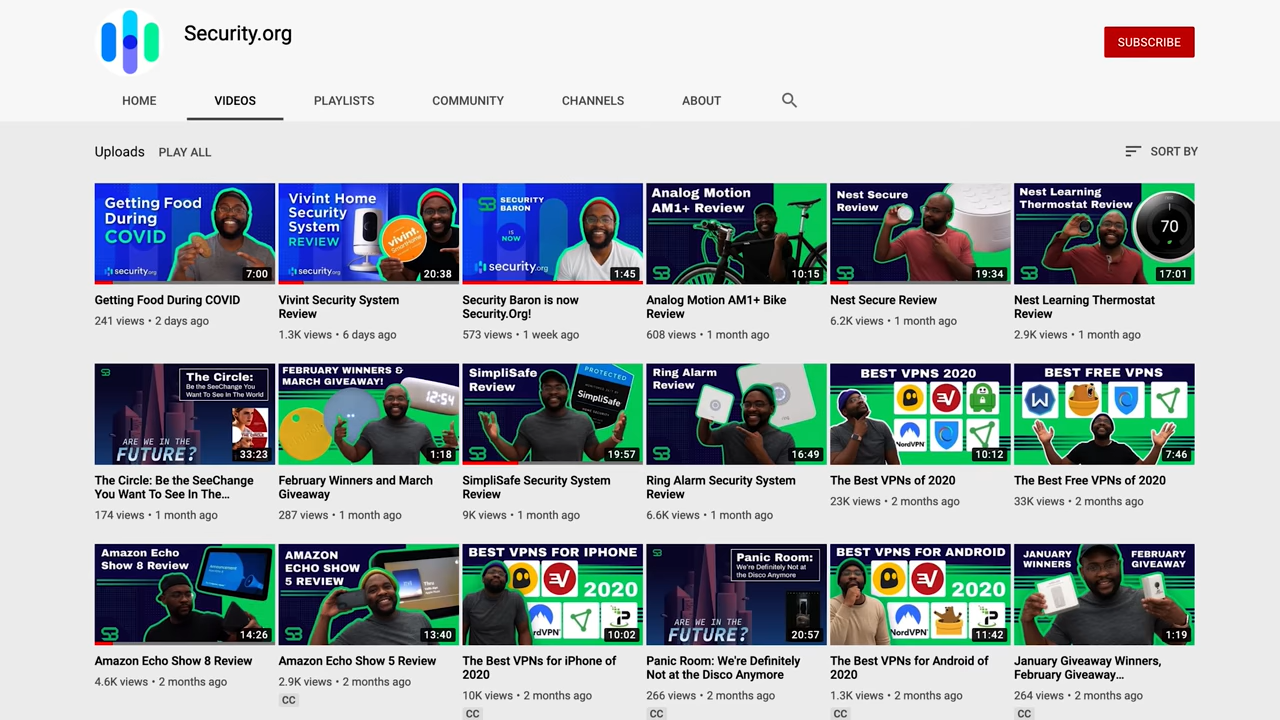 Security.org
SUBSCRIBE
HOME VIDEOS PLAYLISTS COMMUNITY CHANNELS ABOUT
Uploads PLAY ALL SORT BY
Getting Food
During
COVID
security.org
7:00
Vivint Home
Security
System
REVIEW
vivint.
SmartHome
security.org
20:38
SB SECURITY
BARON
IS
NOW
security.org
1:45
Analog Motion
AM1+ Review
SB
10:15
Nest Secure
Review
SB
19:34
Nest Learning
Thermostat Review
70
SB
17:01
Getting Food During COVID
241 views • 2 days ago
Vivint Security System
Review
1.3K views • 6 days ago
Security Baron is now
Security.Org!
573 views • 1 week ago
Analog Motion AM1+ Bike
Review
608 views • 1 month ago
Nest Secure Review
6.2K views • 1 month ago
Nest Learning Thermostat
Review
2.9K views • 1 month ago
SB
The Circle:
Be the SeeChange You
Want To See In The World
ARE WE IN THE
FUTURE?
33:23
FEBRUARY WINNERS &
MARCH GIVEAWAY!
12:54
1:18
SimpliSafe
Review
PROTECTED
SimpliSafe
SB
19:57
Ring Alarm
Review
SB
16:49
BEST VPNS 2020
NordVPN
10:12
BEST FREE VPNS
7:46
The Circle: Be the SeeChange
You Want To See In The...
174 views • 1 month ago
February Winners and March
Giveaway
287 views • 1 month ago
SimpliSafe Security System
Review
9K views • 1 month ago
Ring Alarm Security System
Review
6.6K views • 1 month ago
The Best VPNs of 2020
23K views • 2 months ago
The Best Free VPNs of 2020
33K views • 2 months ago
Amazon Echo
Show 8 Review
SB
14:26
AMAZON
ECHO SHOW
5 REVIEW
SB
13:40
BEST VPNS FOR IPHONE
2020
NordVPN
10:02
SB
Panic Room:
We're Definitely Not at
the Disco Anymore
ARE WE IN THE
FUTURE?
20:57
BEST VPNS FOR ANDROID
2020
NordVPN
11:42
JANUARY
WINNERS
FEBRUARY
GIVEAWAY
1:19
Amazon Echo Show 8 Review
4.6K views • 2 months ago
Amazon Echo Show 5 Review
2.9K views • 2 months ago
CC
The Best VPNs for iPhone of
2020
10K views • 2 months ago
CC
Panic Room: We're Definitely
Not at the Disco Anymore
266 views • 2 months ago
CC
The Best VPNs for Android of
2020
1.3K views • 2 months ago
CC
January Giveaway Winners,
February Giveaway...
264 views • 2 months ago
CC